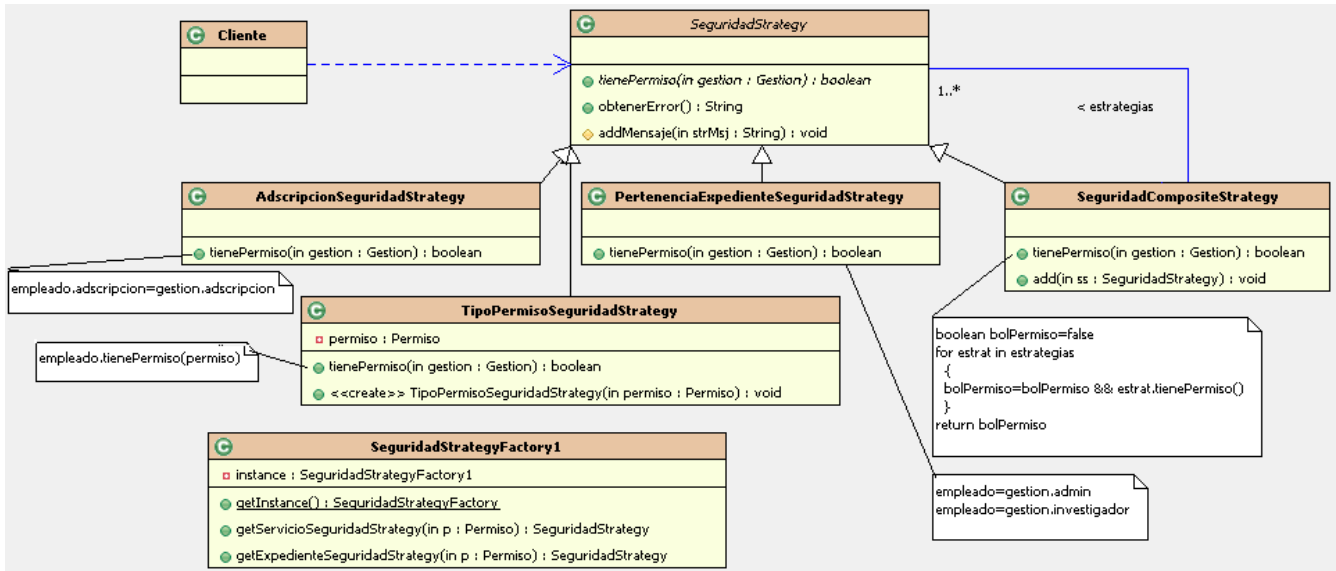 Cliente
SeguridadStrategy
tienePermiso(in gestion : Gestion) : boolean
obtenerError() : String
addMensaje(in strMsj : String) : void
1..*
< estrategias
AdscripcionSeguridadStrategy
tienePermiso(in gestion : Gestion) : boolean
PertenenciaExpedienteSeguridadStrategy
tienePermiso(in gestion : Gestion) : boolean
SeguridadCompositeStrategy
tienePermiso(in gestion : Gestion) : boolean
add(in ss : SeguridadStrategy) : void
empleado.adscripcion=gestion.adscripcion
TipoPermisoSeguridadStrategy
permiso : Permiso
tienePermiso(in gestion : Gestion) : boolean
<<create>> TipoPermisoSeguridadStrategy(in permiso : Permiso) : void
empleado.tienePermiso(permiso)
boolean bolPermiso=false
for estrat in estrategias
{
bolPermiso=bolPermiso && estrat.tienePermiso()
}
return bolPermiso
SeguridadStrategyFactory1
instance : SeguridadStrategyFactory1
getInstance() : SeguridadStrategyFactory
getServicioSeguridadStrategy(in p : Permiso) : SeguridadStrategy
getExpedienteSeguridadStrategy(in p : Permiso) : SeguridadStrategy
empleado=gestion.admin
empleado=gestion.investigador